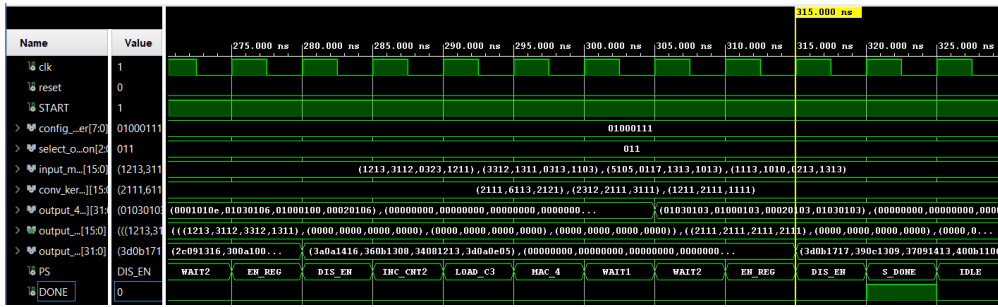 315.000 ns
Name Value 275.000 ns 280.000 ns 285.000 ns 290.000 ns 295.000 ns 300.000 ns 305.000 ns 310.000 ns 315.000 ns 320.000 ns 325.000 ns
clk 1
reset 0
START 1
config_...er[7:0] 01000111 01000111
select_o...on[2:0] 011 011
input_m...[15:0] (1213,311 (1213,3112,0323,1211),(3312,1311,0313,1103),(5105,0117,1313,1013),(1113,1010,0213,1313)
conv_ker...][15:0] (2111,611 (2111,6113,2121),(2312,2111,3111),(1211,2111,1111)
output_4...][31:0] (01030103 (0001010e,01030106,01000100,00020106),(00000000,00000000,00000000,00000000... (01030103,01000103,00020103,01030103),(00000000,00000000,000
output_...[15:0] (((1213,31 (((1213,3112,3312,1311),(0000,0000,0000,0000),(0000,0000,0000,0000),(0000,0000,0000,0000)),((2111,2111,2111,2111),(0000,0000,0000,0000),(0000,0...
output_...[31:0] (3d0b1717 (2c091316,300a100... (3a0a1416,360b1308,34081213,3d0a0e05),(00000000,00000000,00000000,00000000... (3d0b1717,390c1309,37091413,400b110
PS DIS_EN WAIT2 EN_REG DIS_EN INC_CNT2 LOAD_C3 MAC_4 WAIT1 WAIT2 EN_REG DIS_EN S_DONE IDLE
DONE 0